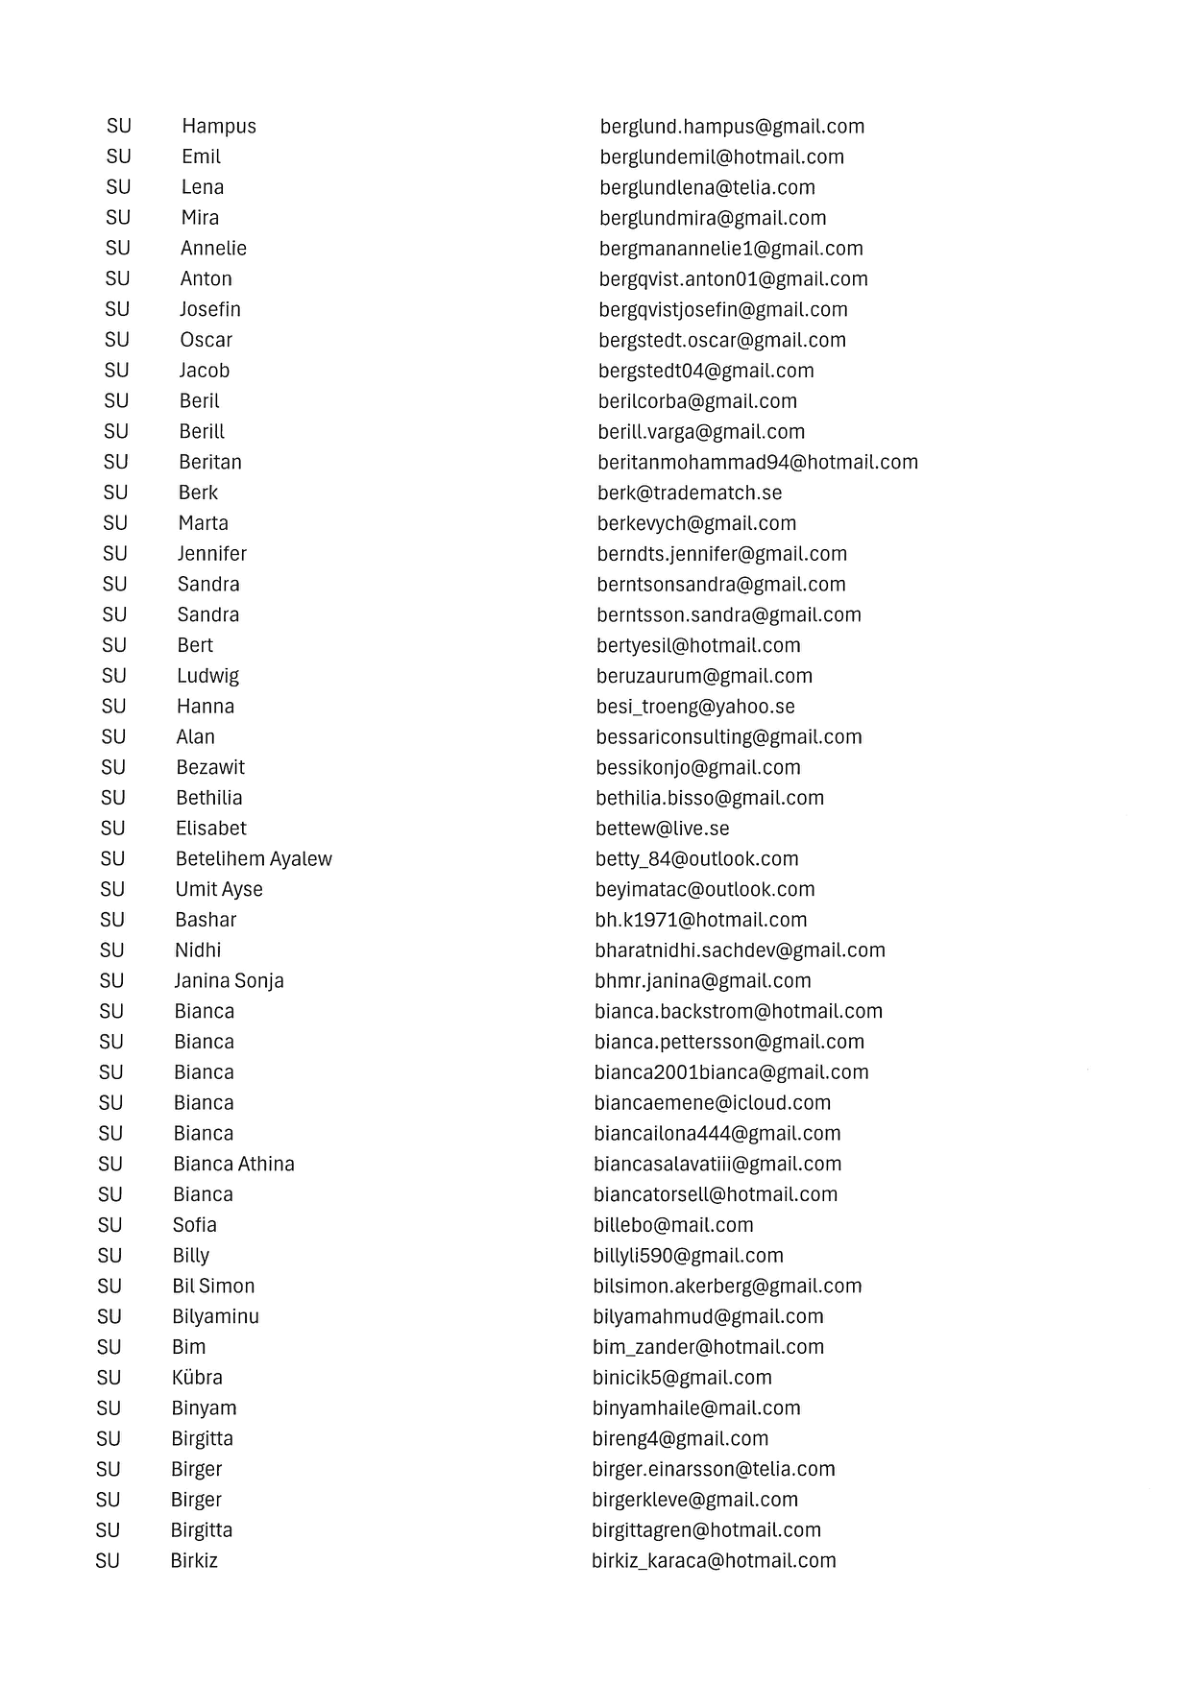 SU Hampus berglund.hampus@gmail.com
SU Emil berglundemil@hotmail.com
SU Lena berglundlena@telia.com
SU Mira berglundmira@gmail.com
SU Annelie bergmanannelie1@gmail.com
SU Anton bergqvist.anton01@gmail.com
SU Josefin bergqvistjosefin@gmail.com
SU Oscar bergstedt.oscar@gmail.com
SU Jacob bergstedt04@gmail.com
SU Beril berilcorba@gmail.com
SU Berill berill.varga@gmail.com
SU Beritan beritanmohammad94@hotmail.com
SU Berk berk@tradematch.se
SU Marta berkevych@gmail.com
SU Jennifer berndts.jennifer@gmail.com
SU Sandra berntsonsandra@gmail.com
SU Sandra berntsson.sandra@gmail.com
SU Bert bertyesil@hotmail.com
SU Ludwig beruzaurum@gmail.com
SU Hanna besi_troeng@yahoo.se
SU Alan bessariconsulting@gmail.com
SU Bezawit bessikonjo@gmail.com
SU Bethilia bethilia.bisso@gmail.com
SU Elisabet bettew@live.se
SU Betelihem Ayalew betty_84@outlook.com
SU Umit Ayse beyimatac@outlook.com
SU Bashar bh.k1971@hotmail.com
SU Nidhi bharatnidhi.sachdev@gmail.com
SU Janina Sonja bhmr.janina@gmail.com
SU Bianca bianca.backstrom@hotmail.com
SU Bianca bianca.pettersson@gmail.com
SU Bianca bianca2001bianca@gmail.com
SU Bianca biancaemene@icloud.com
SU Bianca biancailona444@gmail.com
SU Bianca Athina biancasalavatiii@gmail.com
SU Bianca biancatorsell@hotmail.com
SU Sofia billebo@mail.com
SU Billy billyli590@gmail.com
SU Bil Simon bilsimon.akerberg@gmail.com
SU Bilyaminu bilyamahmud@gmail.com
SU Bim bim_zander@hotmail.com
SU Kübra binicik5@gmail.com
SU Binyam binyamhaile@mail.com
SU Birgitta bireng4@gmail.com
SU Birger birger.einarsson@telia.com
SU Birger birgerkleve@gmail.com
SU Birgitta birgittagren@hotmail.com
SU Birkiz birkiz_karaca@hotmail.com